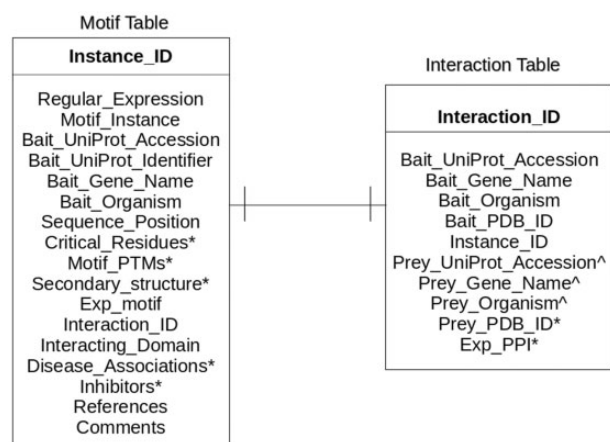 Motif Table
Instance_ID
Regular_Expression
Motif_Instance
Bait_UniProt_Accession
Bait_UniProt_Identifier
Bait_Gene_Name
Bait_Organism
Sequence_Position
Critical_Residues*
Motif_PTMs*
Secondary_structure*
Exp_motif
Interaction_ID
Interacting_Domain
Disease_Associations*
Inhibitors*
References
Comments
Interaction Table
Interaction_ID
Bait_UniProt_Accession
Bait_Gene_Name
Bait_Organism
Bait_PDB_ID
Instance_ID
Prey_UniProt_Accession^
Prey_Gene_Name^
Prey_Organism^
Prey_PDB_ID*
Exp_PPI*